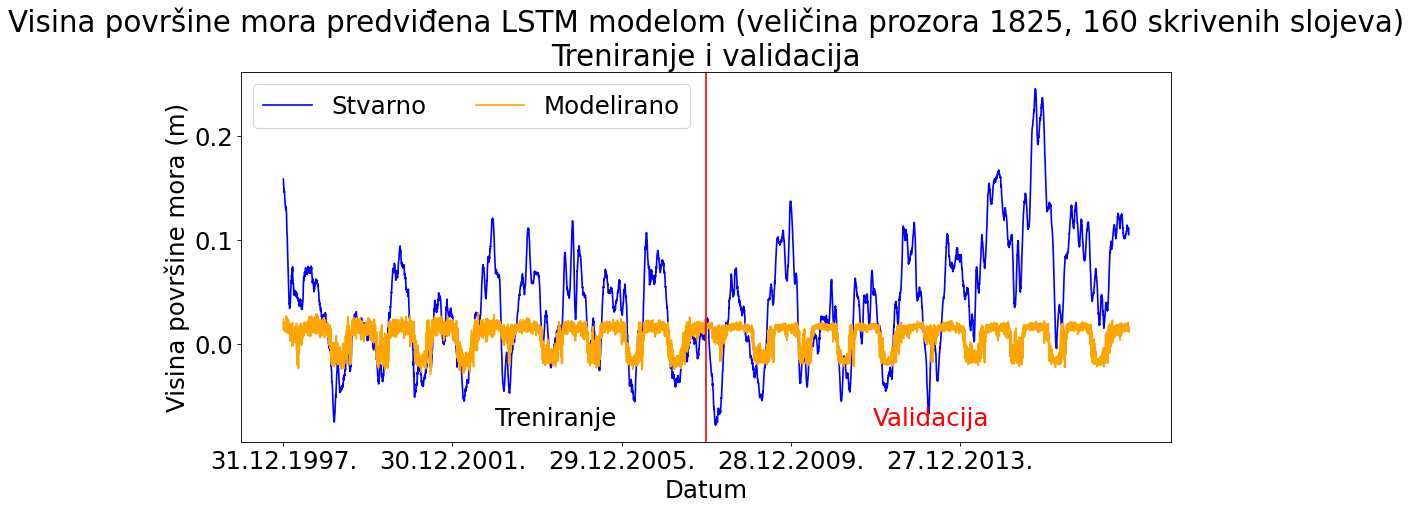 Visina površine mora predviđena LSTM modelom (veličina prozora 1825, 160 skrivenih slojeva)
Treniranje i validacija
Stvarno
Modelirano
Visina površine mora (m)
0.2
0.1
0.0
Treniranje
Validacija
31.12.1997.
30.12.2001.
29.12.2005.
28.12.2009.
27.12.2013.
Datum